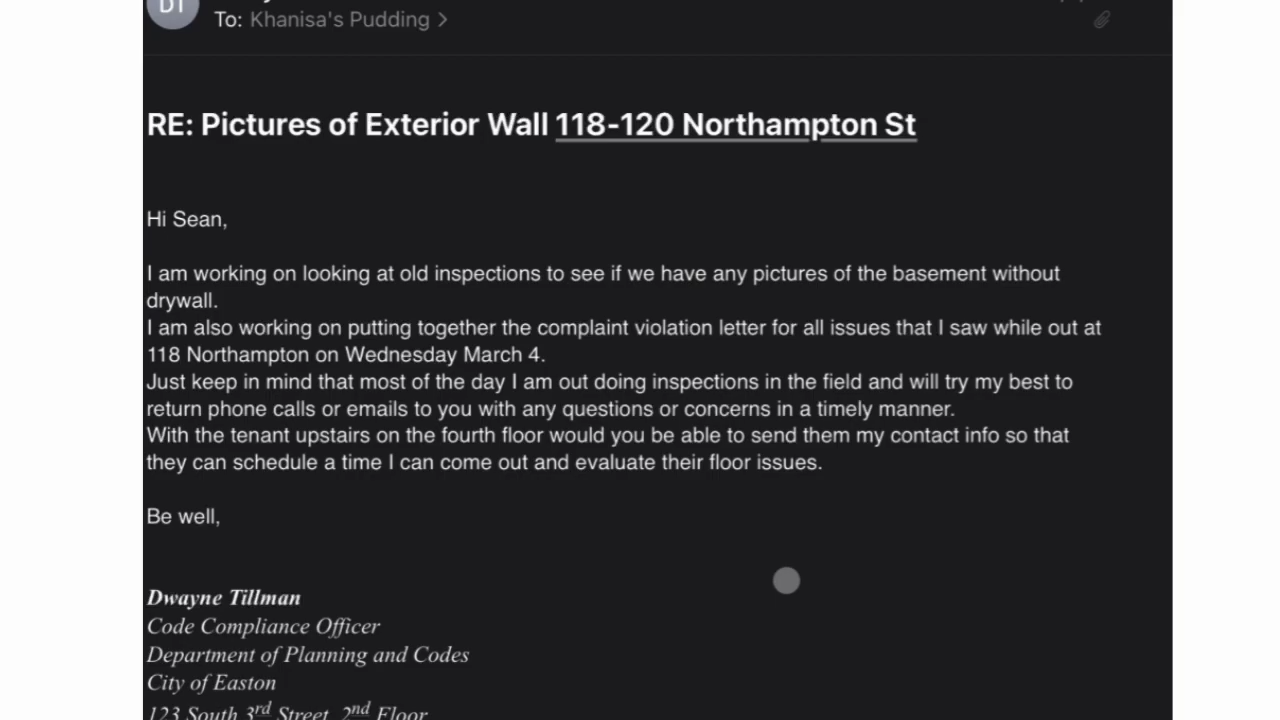 DT
To: Khanisa's Pudding >
RE: Pictures of Exterior Wall 118-120 Northampton St
Hi Sean,
I am working on looking at old inspections to see if we have any pictures of the basement without
drywall.
I am also working on putting together the complaint violation letter for all issues that I saw while out at
118 Northampton on Wednesday March 4.
Just keep in mind that most of the day I am out doing inspections in the field and will try my best to
return phone calls or emails to you with any questions or concerns in a timely manner.
With the tenant upstairs on the fourth floor would you be able to send them my contact info so that
they can schedule a time I can come out and evaluate their floor issues.
Be well,
Dwayne Tillman
Code Compliance Officer
Department of Planning and Codes
City of Easton
123 South 3rd Street, 2nd Floor